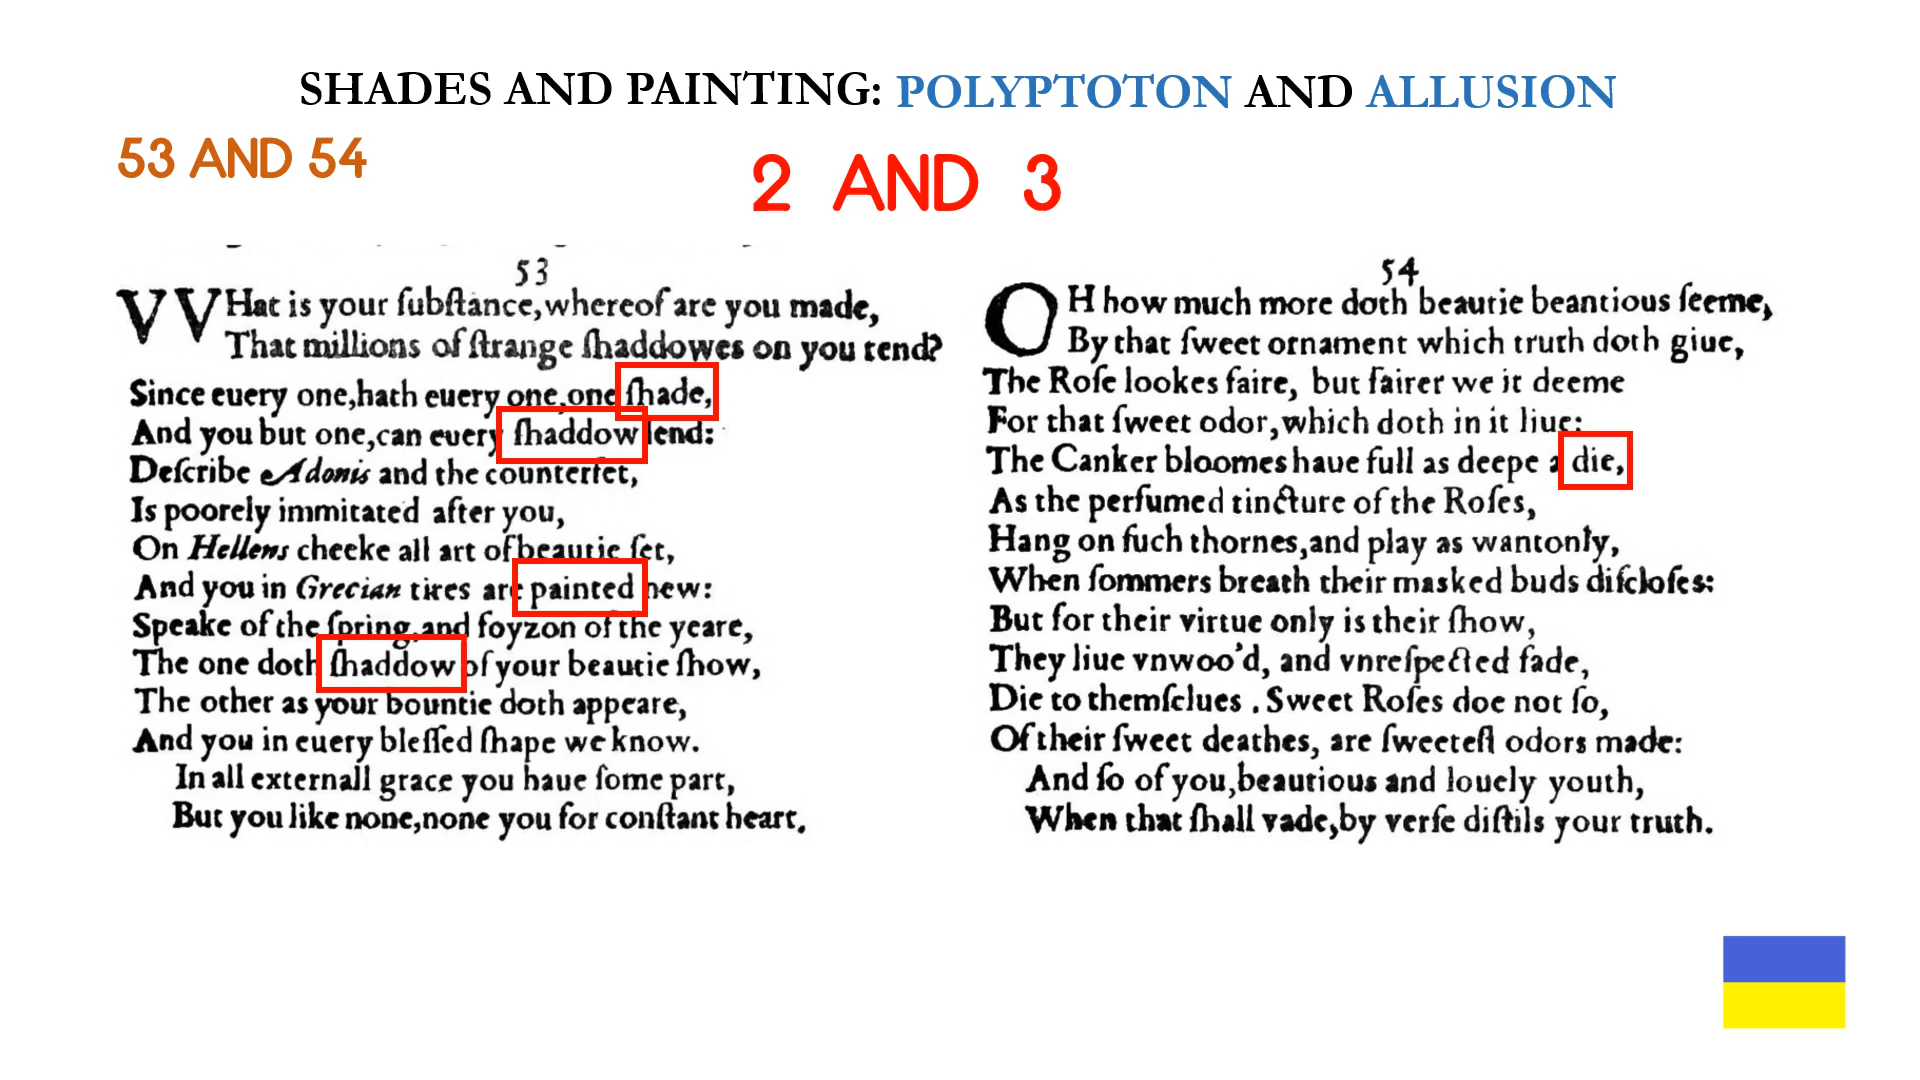 SHADES AND PAINTING: POLYPTOTON AND ALLUSION
53 AND 54
2 AND 3
53
VVHat is your ſubſtance,whereof are you made,
That millions of ſtrange ſhaddowes on you tend?
Since euery one,hath euery one,one ſhade,
And you but one,can euery ſhaddow lend:
Deſcribe Adonis and the counterfet,
Is poorely immitated after you,
On Hellens cheeke all art of beautie ſet,
And you in Grecian tires are painted new:
Speake of the ſpring,and foyzon of the yeare,
The one doth ſhaddow of your beautie ſhow,
The other as your bountie doth appeare,
And you in euery bleſſed ſhape we know.
In all externall grace you haue ſome part,
But you like none,none you for conſtant heart.
54
OH how much more doth beautie beantious ſeeme,
By that ſweet ornament which truth doth giue,
The Roſe lookes faire, but fairer we it deeme
For that ſweet odor,which doth in it liue:
The Canker bloomes haue full as deepe a die,
As the perfumed tincture of the Roſes,
Hang on ſuch thornes,and play as wantonly,
When ſommers breath their masked buds diſcloſes:
But for their virtue only is their ſhow,
They liue vnwoo'd, and vnreſpected fade,
Die to themſelues . Sweet Roſes doe not ſo,
Of their ſweet deathes, are ſweeteſt odors made:
And ſo of you,beautious and louely youth,
When that ſhall vade,by verſe diſtils your truth.